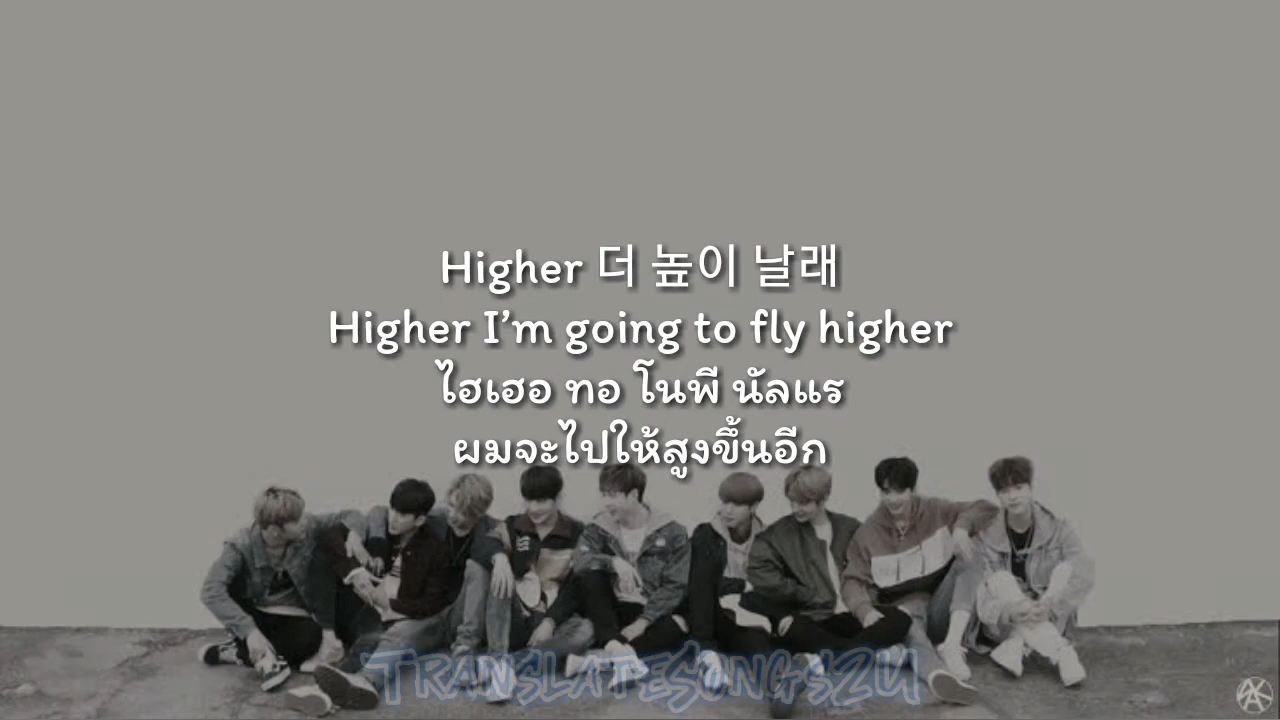 Higher 더 높이 날래
Higher I’m going to fly higher
ไฮเฮอ ทอ โนพี นัลแร
ผมจะไปให้สูงขึ้นอีก
TRANSLATESONGS2U